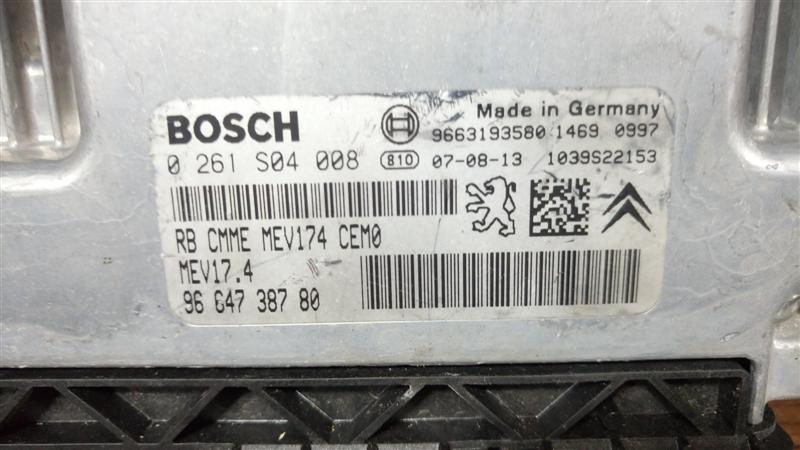 BOSCH
Made in Germany
9663193580 1469 0997
0 261 S04 008 810 07-08-13 1039S22153
RB CMME MEV174 CEM0
MEV17.4
96 647 387 80